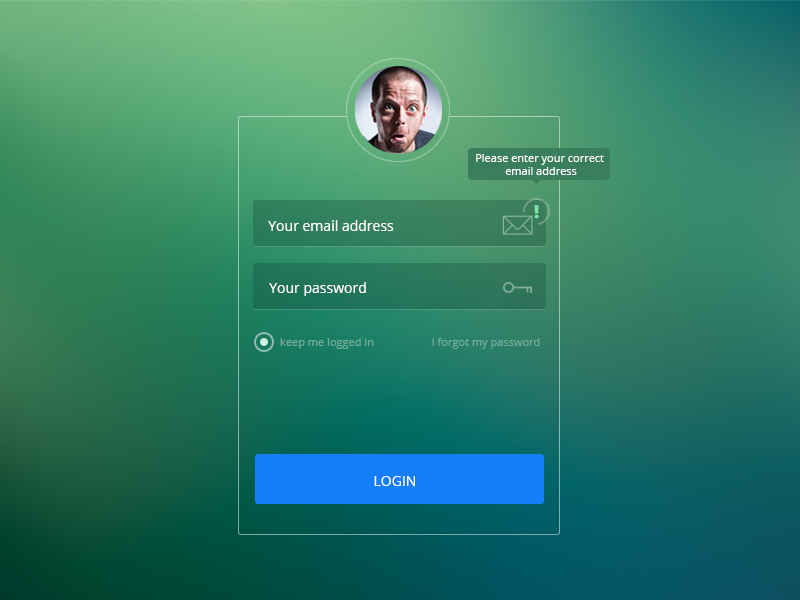 Please enter your correct
email address
!
Your email address
Your password
keep me logged in
I forgot my password
LOGIN